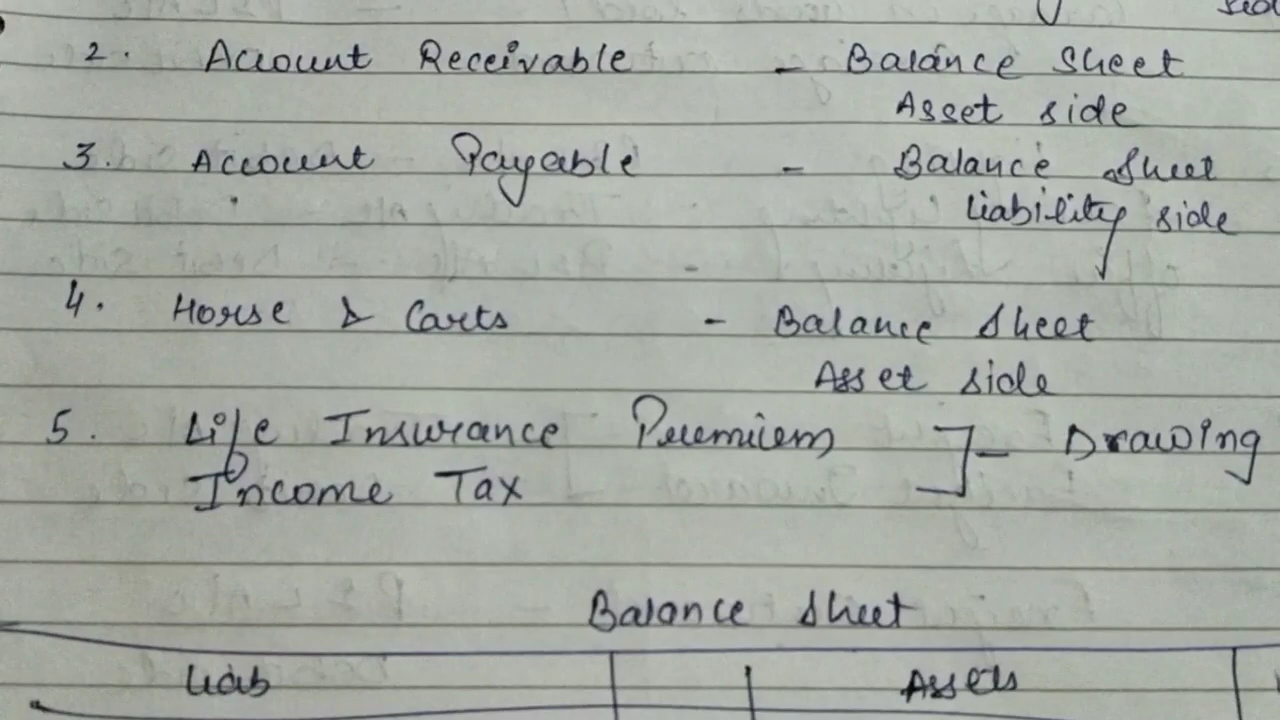 2. Account Receivable - Balance Sheet
Asset side
3. Account Payable - Balance Sheet
Liability side
4. Horse & Carts - Balance Sheet
Asset side
5. Life Insurance Premium ]- Drawing
Income Tax
Balance Sheet
Liab Assets